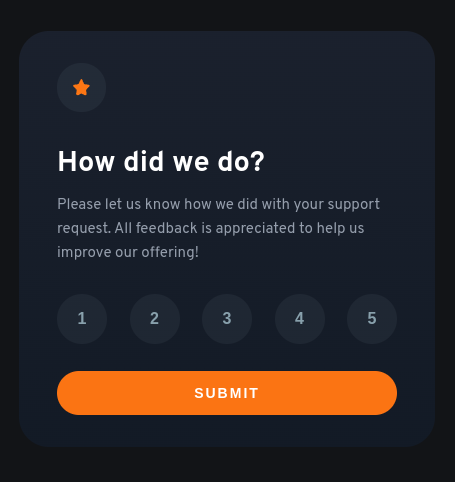 How did we do?
Please let us know how we did with your support
request. All feedback is appreciated to help us
improve our offering!
1 2 3 4 5
SUBMIT